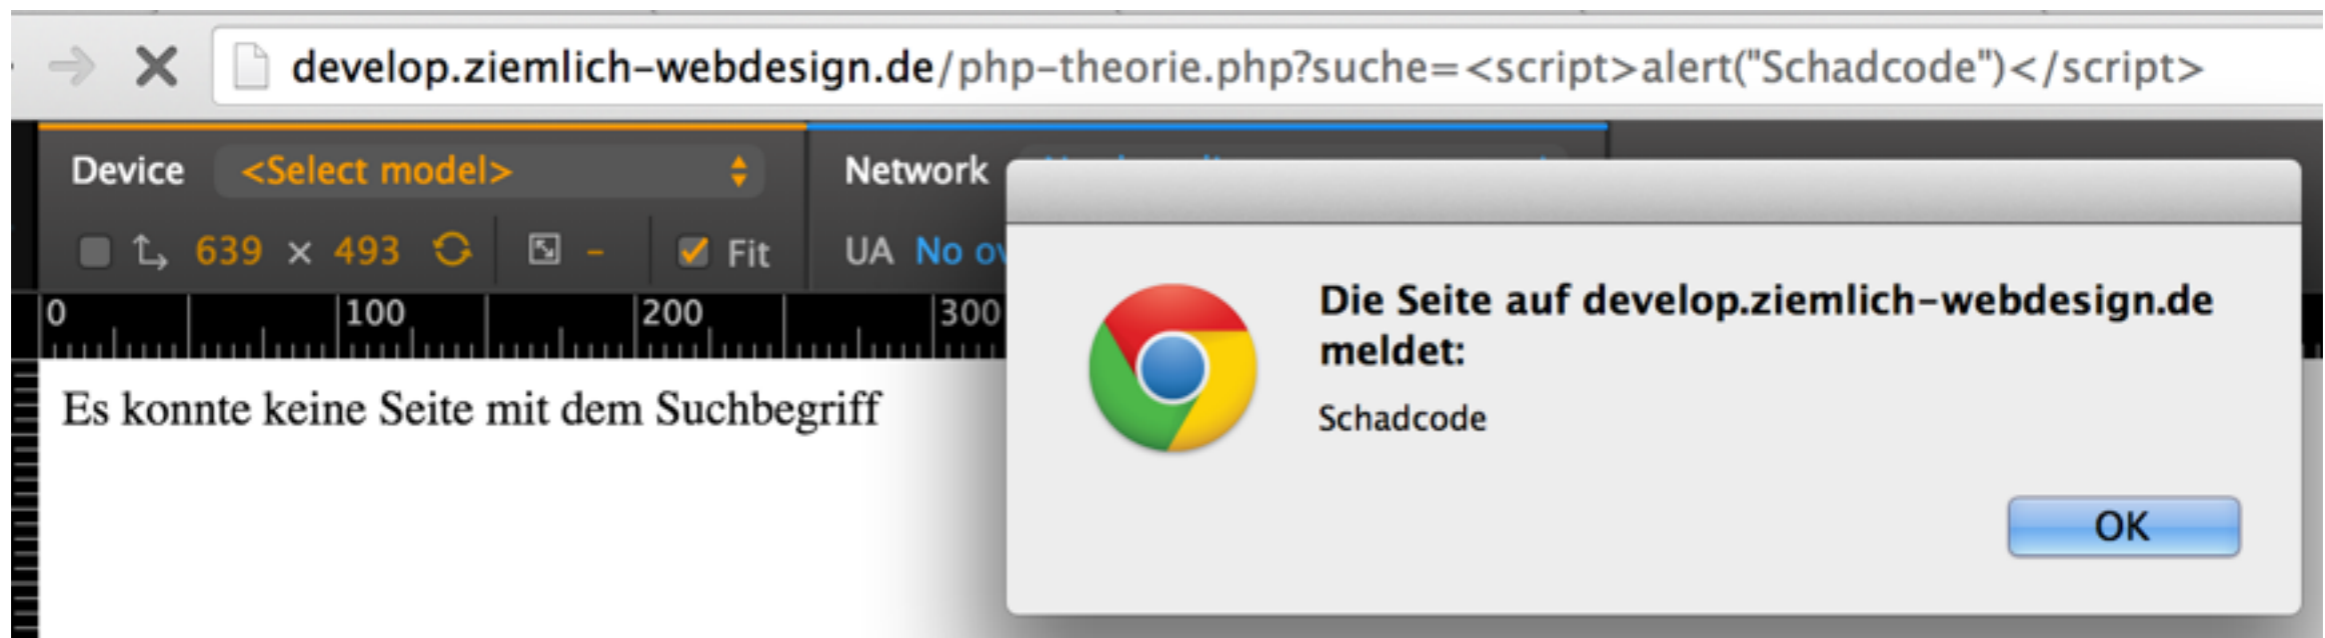 develop.ziemlich-webdesign.de/php-theorie.php?suche=<script>alert("Schadcode")</script>
Device <Select model> Network
639 × 493 - Fit UA No
0 100 200 300
Die Seite auf develop.ziemlich-webdesign.de
meldet:
Es konnte keine Seite mit dem Suchbegriff
Schadcode
OK